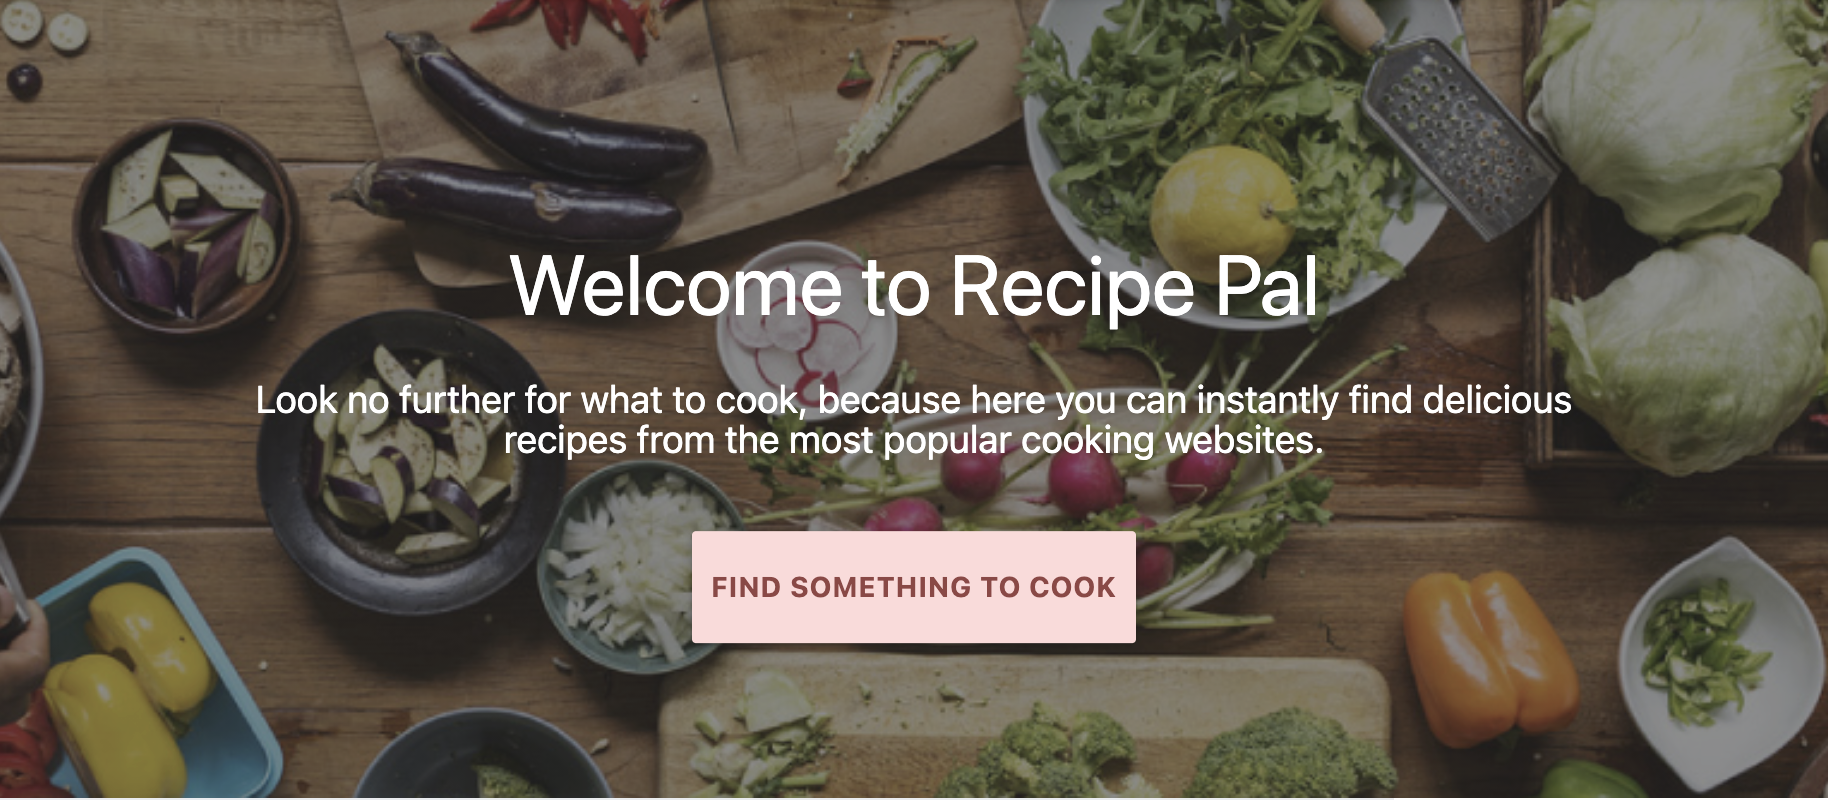 Welcome to Recipe Pal
Look no further for what to cook, because here you can instantly find delicious
recipes from the most popular cooking websites.
FIND SOMETHING TO COOK